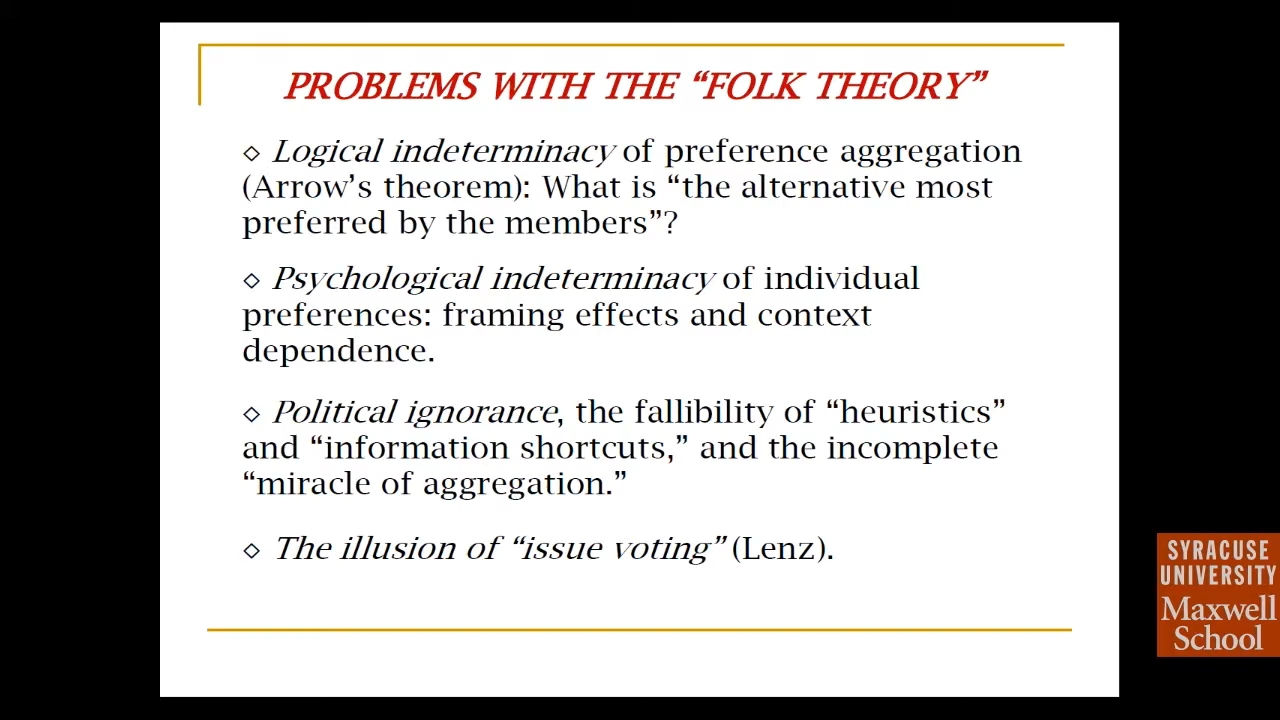 PROBLEMS WITH THE “FOLK THEORY”
◇ Logical indeterminacy of preference aggregation
(Arrow’s theorem): What is “the alternative most
preferred by the members”?
◇ Psychological indeterminacy of individual
preferences: framing effects and context
dependence.
◇ Political ignorance, the fallibility of “heuristics”
and “information shortcuts,” and the incomplete
“miracle of aggregation.”
◇ The illusion of “issue voting” (Lenz).
SYRACUSE
UNIVERSITY
Maxwell
School